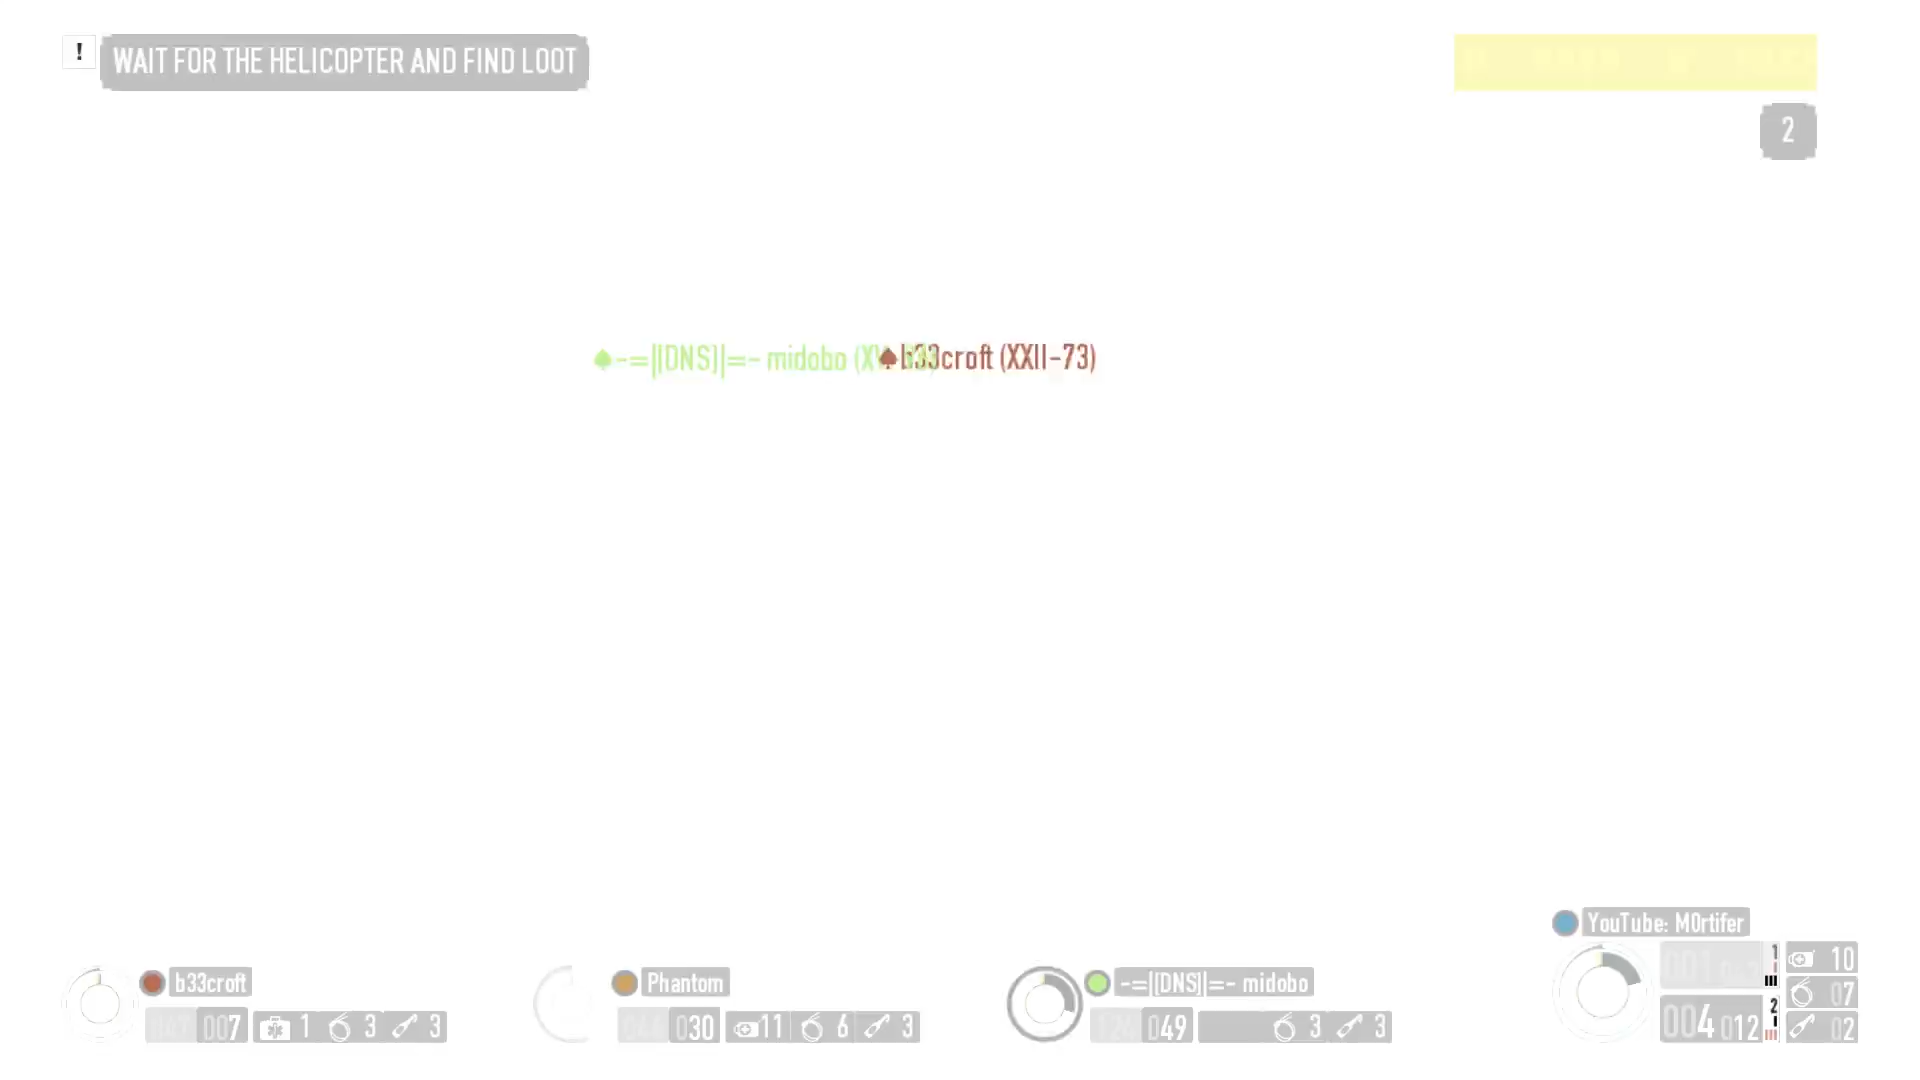 ! WAIT FOR THE HELICOPTER AND FIND LOOT
2
-=||DNS||=- midobo
b33croft (XXII-73)
YouTube: M0rtifer
10
07
004 012
2
02
b33croft
007 1 3 3
Phantom
030 11 6 3
-=||DNS||=- midobo
049 3 3